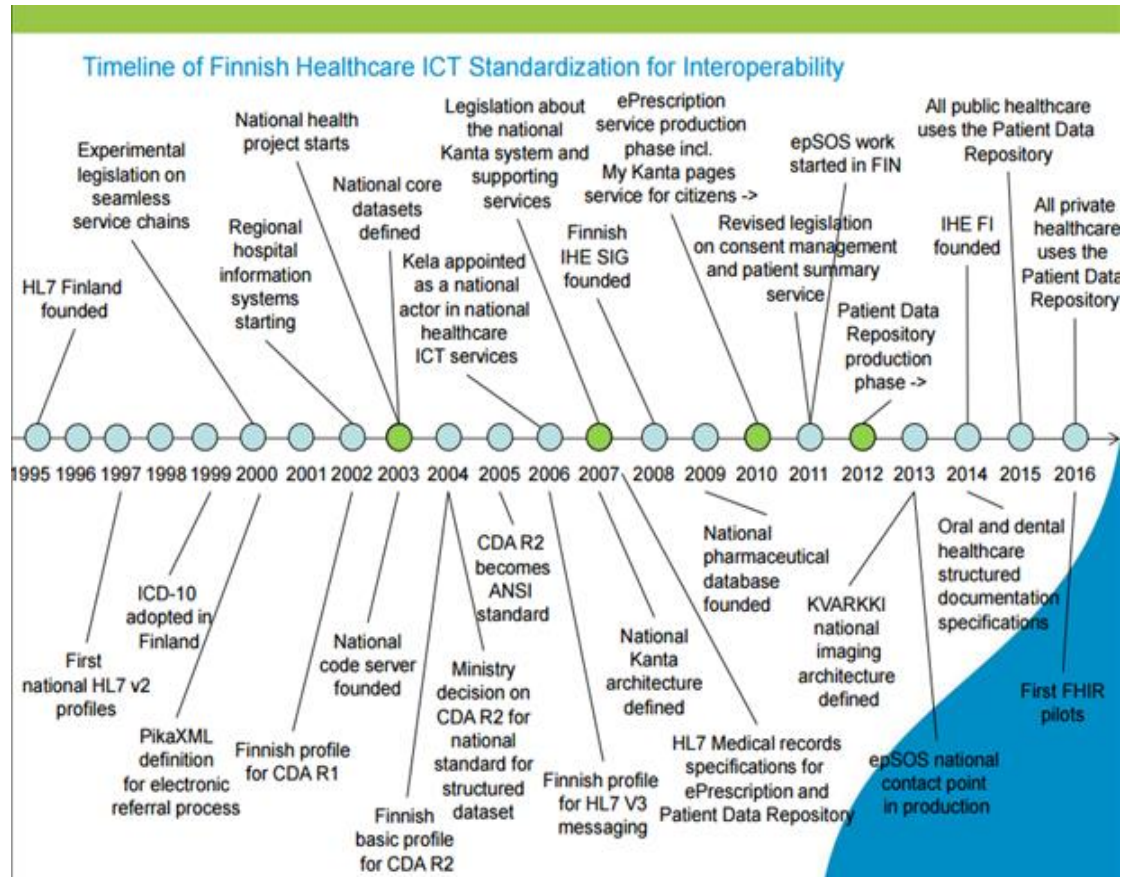 Timeline of Finnish Healthcare ICT Standardization for Interoperability
HL7 Finland
founded
Experimental
legislation on
seamless
service chains
Regional
hospital
information
systems
starting
National health
project starts
National core
datasets
defined
Kela appointed
as a national
actor in national
healthcare
ICT services
Legislation about
the national
Kanta system and
supporting
services
Finnish
IHE SIG
founded
ePrescription
service production
phase incl.
My Kanta pages
service for citizens ->
Revised legislation
on consent management
and patient summary
service
epSOS work
started in FIN
Patient Data
Repository
production
phase ->
IHE FI
founded
All public healthcare
uses the Patient Data
Repository
All private
healthcare
uses the
Patient Data
Repository
1995 1996 1997 1998 1999 2000 2001 2002 2003 2004 2005 2006 2007 2008 2009 2010 2011 2012 2013 2014 2015 2016
First
national HL7 v2
profiles
ICD-10
adopted in
Finland
PikaXML
definition
for electronic
referral process
Finnish profile
for CDA R1
National
code server
founded
Finnish
basic profile
for CDA R2
Ministry
decision on
CDA R2 for
national
standard for
structured
dataset
CDA R2
becomes
ANSI
standard
Finnish profile
for HL7 V3
messaging
National
Kanta
architecture
defined
HL7 Medical records
specifications for
ePrescription and
Patient Data Repository
National
pharmaceutical
database
founded
KVARKKI
national
imaging
architecture
defined
epSOS national
contact point
in production
Oral and dental
healthcare
structured
documentation
specifications
First FHIR
pilots